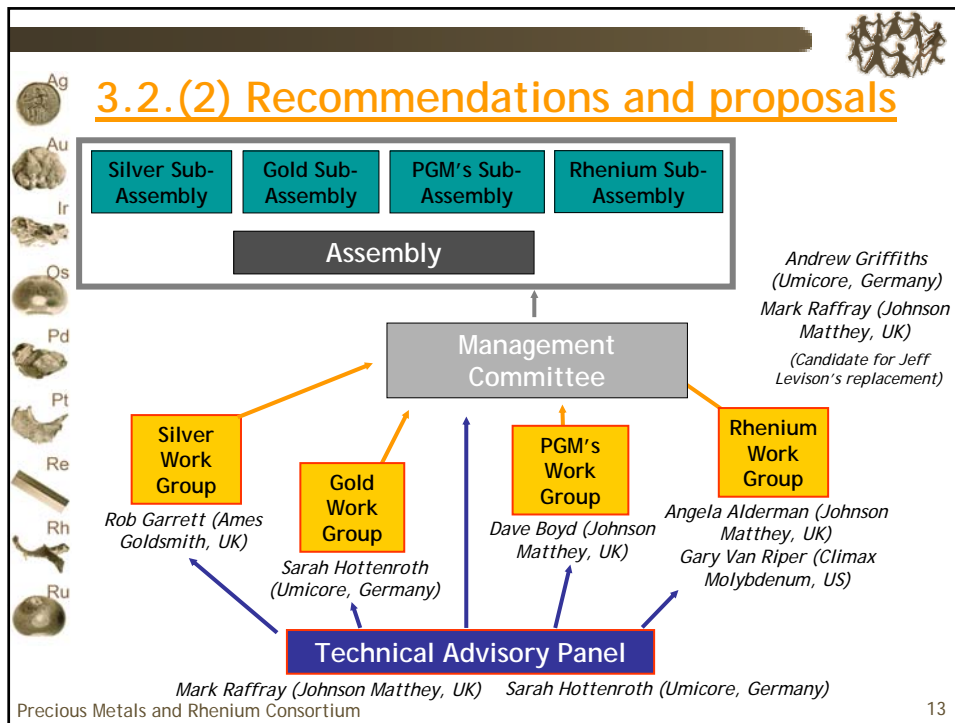 3.2.(2) Recommendations and proposals
Ag
Au
Ir
Os
Pd
Pt
Re
Rh
Ru
Silver Sub-
Assembly
Gold Sub-
Assembly
PGM's Sub-
Assembly
Rhenium Sub-
Assembly
Assembly
Andrew Griffiths
(Umicore, Germany)
Mark Raffray (Johnson
Matthey, UK)
(Candidate for Jeff
Levison's replacement)
Management
Committee
Silver
Work
Group
Rob Garrett (Ames
Goldsmith, UK)
Gold
Work
Group
Sarah Hottenroth
(Umicore, Germany)
PGM's
Work
Group
Dave Boyd (Johnson
Matthey, UK)
Rhenium
Work
Group
Angela Alderman (Johnson
Matthey, UK)
Gary Van Riper (Climax
Molybdenum, US)
Technical Advisory Panel
Mark Raffray (Johnson Matthey, UK)
Sarah Hottenroth (Umicore, Germany)
Precious Metals and Rhenium Consortium
13